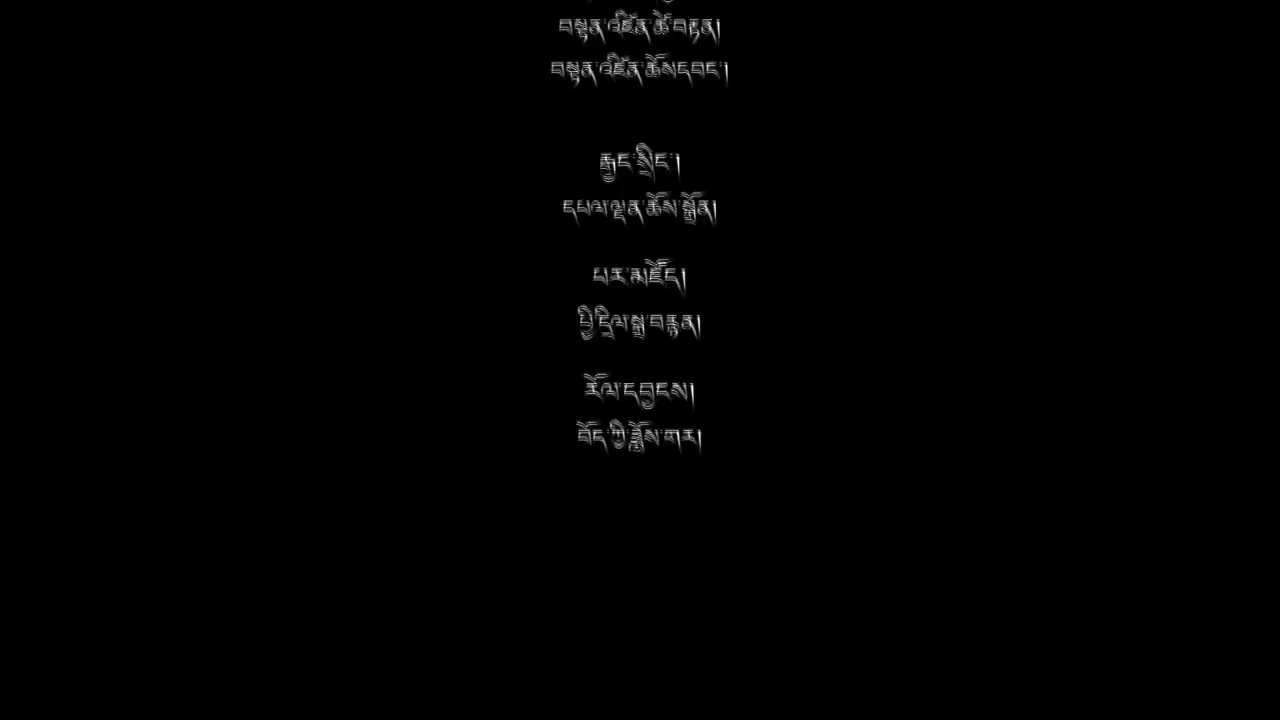 བསྟན་འཛིན་ཚེ་བརྟན།
བསྟན་འཛིན་ཆོས་དབང་།
རྒྱང་སྲིང་།
དཔལ་ལྡན་ཆོས་སྒྲོན།
པར་མཛོད།
པྱི་དྲིལ་སྒྲ་བརྙན།
རོལ་དབྱངས།
བོད་ཀྱི་ཟློས་གར།